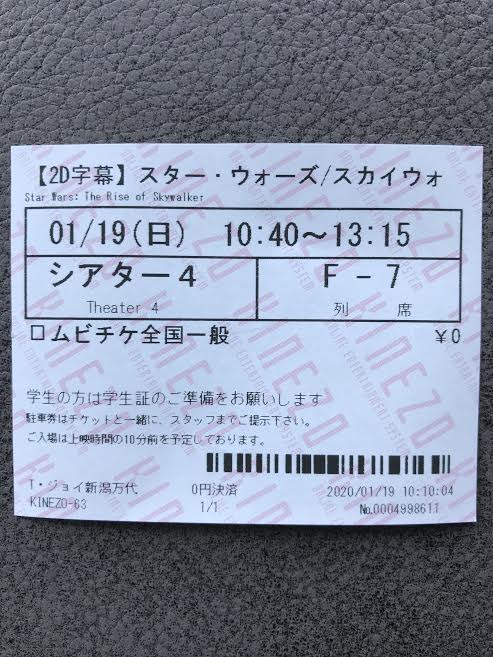 【2D字幕】スター・ウォーズ/スカイウォ
Star Wars: The Rise of Skywalker
01/19(日) 10:40～13:15
シアター4 F - 7
Theater 4 列 席
ロムビチケ全国一般 ¥0
学生の方は学生証のご準備をお願いします
駐車券はチケットと一緒に、スタッフまでご提示下さい。
ご入場は上映時間の10分前を予定しております。
T・ジョイ新潟万代 0円決済 2020/01/19 10:10:04
KINEZO-63 1/1 No.0004998611